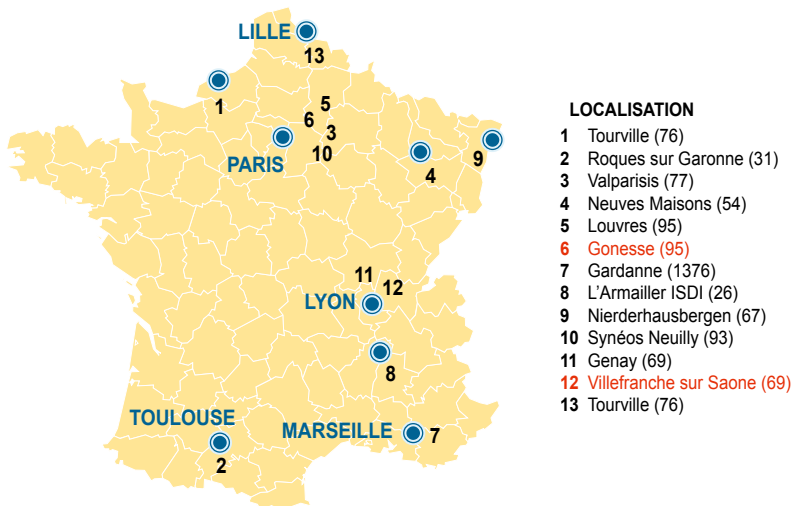 LILLE
13
1
5
6
3
PARIS
10
4
9
11
12
LYON
8
TOULOUSE
MARSEILLE
7
2
LOCALISATION
1 Tourville (76)
2 Roques sur Garonne (31)
3 Valparisis (77)
4 Neuves Maisons (54)
5 Louvres (95)
6 Gonesse (95)
7 Gardanne (1376)
8 L'Armailler ISDI (26)
9 Nierderhausbergen (67)
10 Synéos Neuilly (93)
11 Genay (69)
12 Villefranche sur Saone (69)
13 Tourville (76)